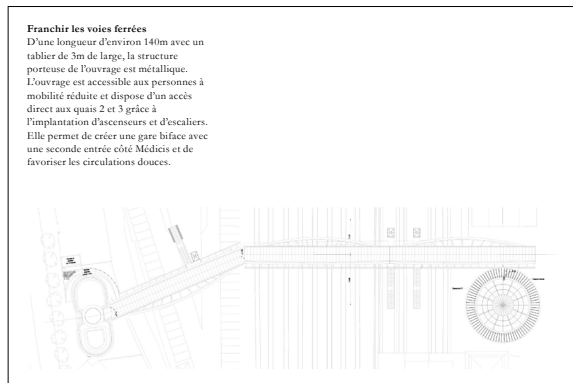 Franchir les voies ferrées
D’une longueur d’environ 140m avec un
tablier de 3m de large, la structure
porteuse de l’ouvrage est métallique.
L’ouvrage est accessible aux personnes à
mobilité réduite et dispose d’un accès
direct aux quais 2 et 3 grâce à
l’implantation d’ascenseurs et d’escaliers.
Elle permet de créer une gare biface avec
une seconde entrée côté Médicis et de
favoriser les circulations douces.